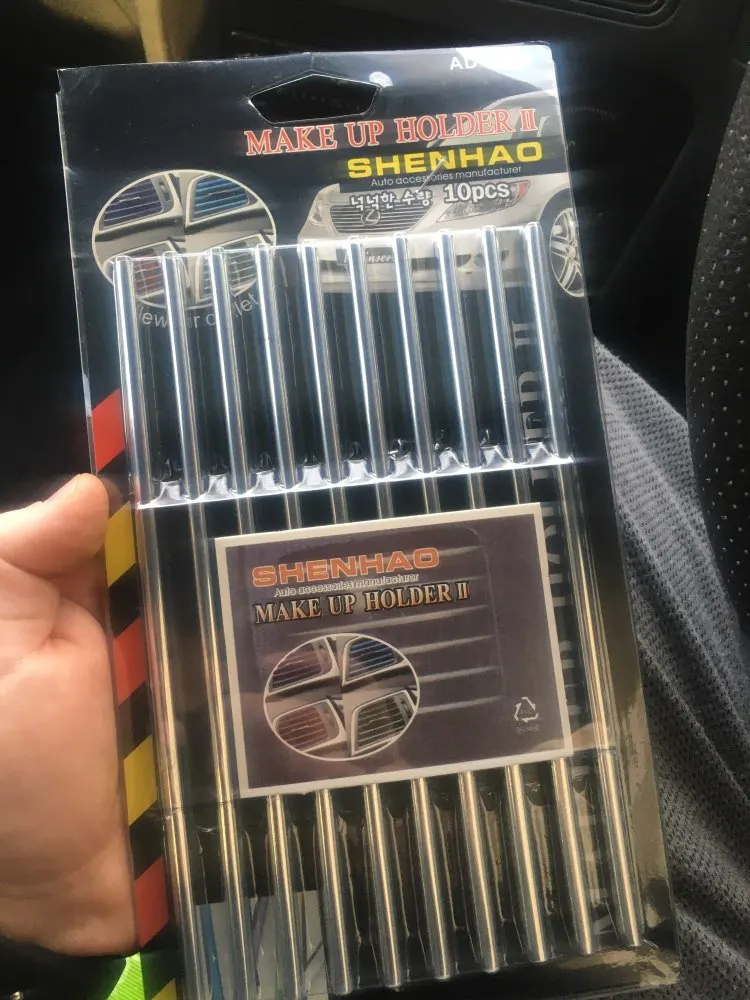 AD
MAKE UP HOLDER II
SHENHAO
Auto accessories manufacturer
넉넉한 수량 10pcs
SHENHAO
Auto accessories manufacturer
MAKE UP HOLDER II